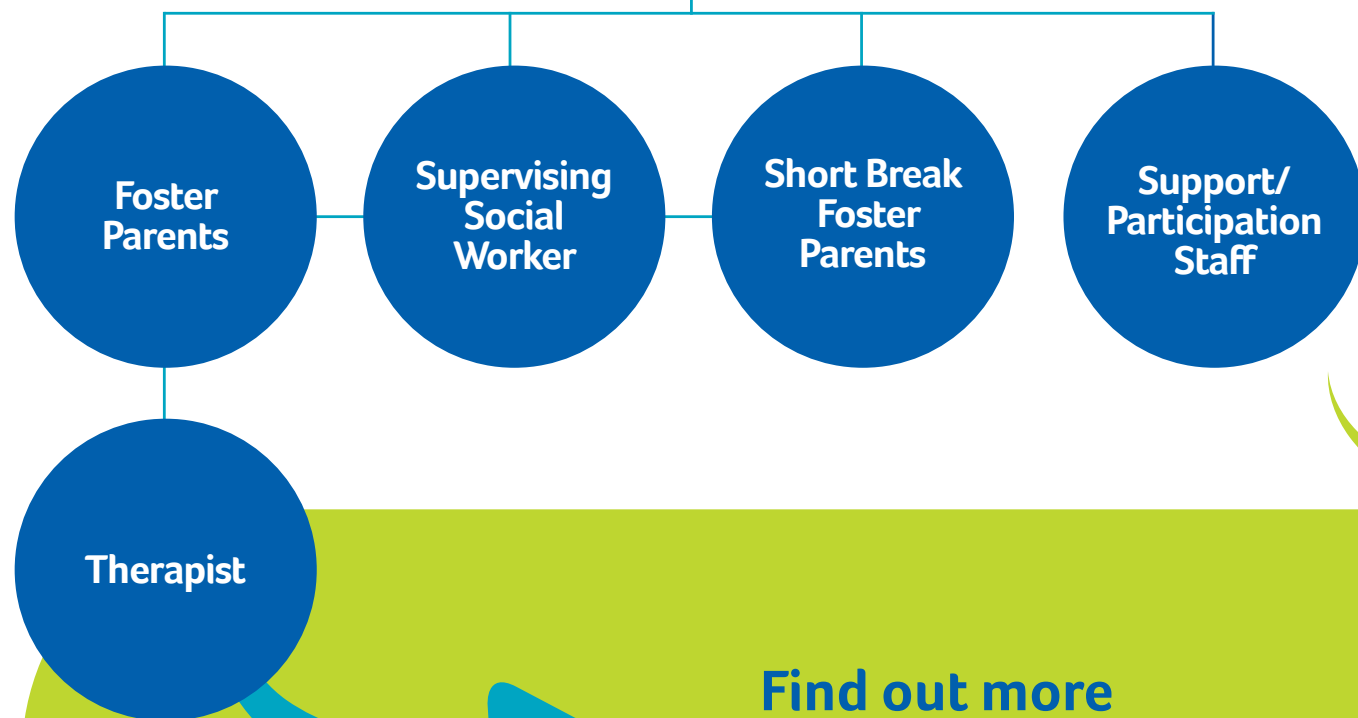 Foster
Parents
Supervising
Social
Worker
Short Break
Foster
Parents
Support/
Participation
Staff
Therapist
Find out more